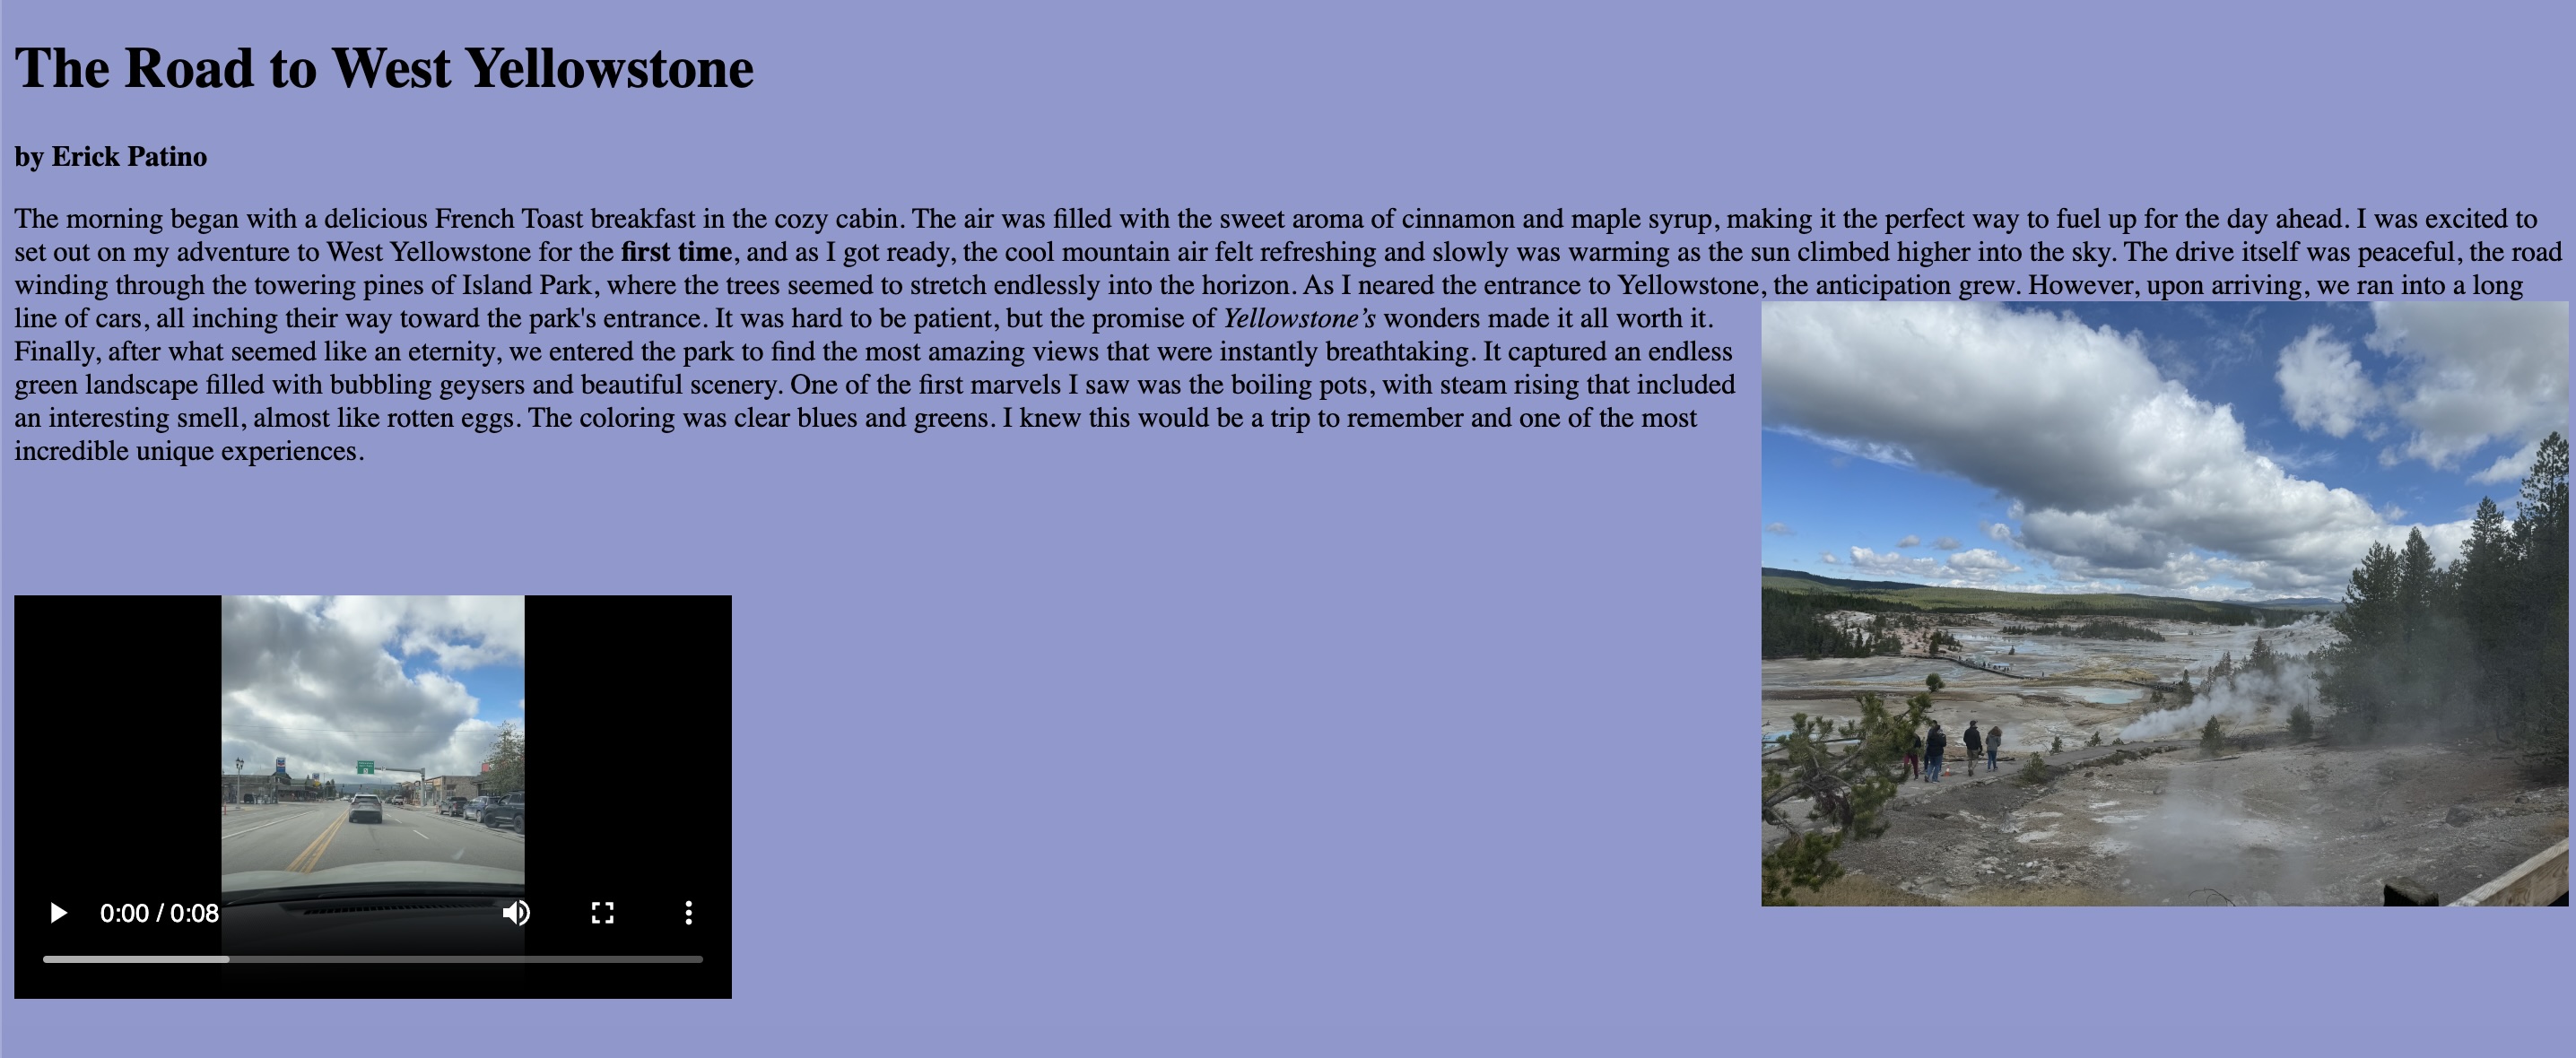 The Road to West Yellowstone
by Erick Patino
The morning began with a delicious French Toast breakfast in the cozy cabin. The air was filled with the sweet aroma of cinnamon and maple syrup, making it the perfect way to fuel up for the day ahead. I was excited to
set out on my adventure to West Yellowstone for the first time, and as I got ready, the cool mountain air felt refreshing and slowly was warming as the sun climbed higher into the sky. The drive itself was peaceful, the road
winding through the towering pines of Island Park, where the trees seemed to stretch endlessly into the horizon. As I neared the entrance to Yellowstone, the anticipation grew. However, upon arriving, we ran into a long
line of cars, all inching their way toward the park's entrance. It was hard to be patient, but the promise of Yellowstone’s wonders made it all worth it.
Finally, after what seemed like an eternity, we entered the park to find the most amazing views that were instantly breathtaking. It captured an endless
green landscape filled with bubbling geysers and beautiful scenery. One of the first marvels I saw was the boiling pots, with steam rising that included
an interesting smell, almost like rotten eggs. The coloring was clear blues and greens. I knew this would be a trip to remember and one of the most
incredible unique experiences.
0:00 / 0:08